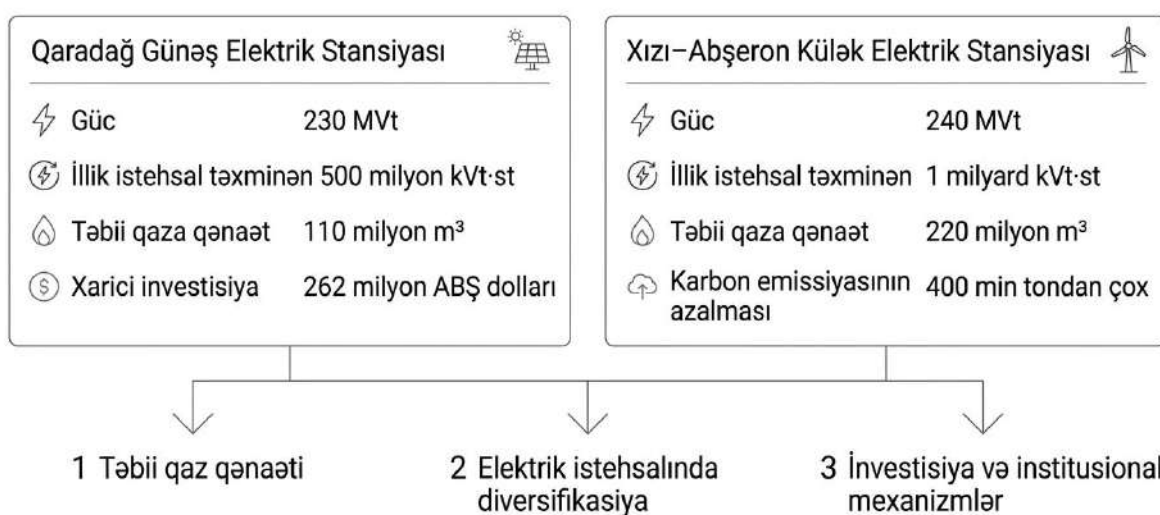 Qaradağ Günəş Elektrik Stansiyası
Güc 230 MVt
İllik istehsal təxminən 500 milyon kVt·st
Təbii qaza qənaət 110 milyon m³
Xarici investisiya 262 milyon ABŞ dolları
Xızı–Abşeron Külək Elektrik Stansiyası
Güc 240 MVt
İllik istehsal təxminən 1 milyard kVt·st
Təbii qaza qənaət 220 milyon m³
Karbon emissiyasının 400 min tondan çox
azalması
1 Təbii qaz qənaəti
2 Elektrik istehsalında
diversifikasiya
3 İnvestisiya və institusional
mexanizmlər